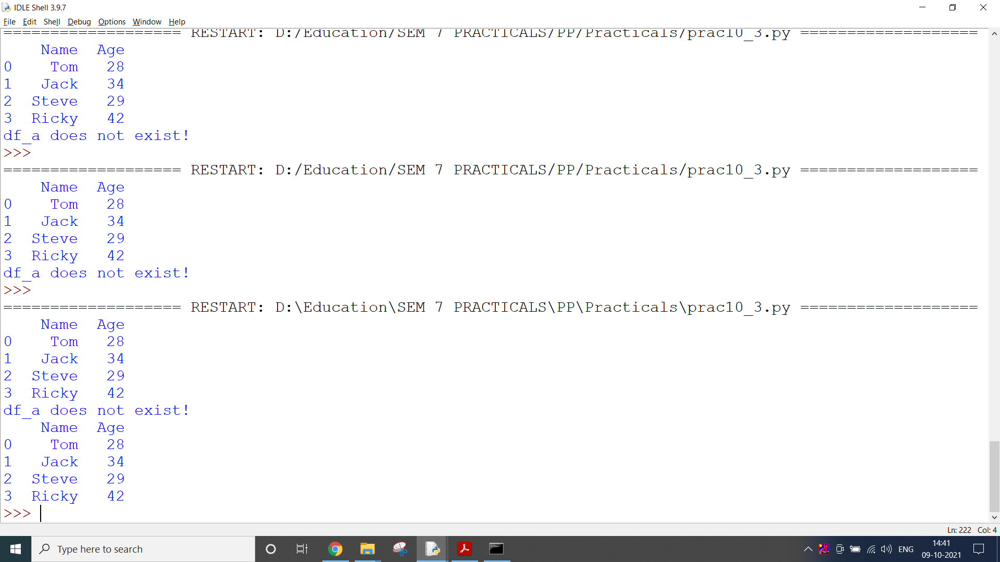 IDLE Shell 3.9.7
File Edit Shell Debug Options Window Help
=================== RESTART: D:/Education/SEM 7 PRACTICALS/PP/Practicals/prac10_3.py ===================
    Name  Age
0    Tom   28
1   Jack   34
2  Steve   29
3  Ricky   42
df_a does not exist!
>>>
=================== RESTART: D:/Education/SEM 7 PRACTICALS/PP/Practicals/prac10_3.py ===================
    Name  Age
0    Tom   28
1   Jack   34
2  Steve   29
3  Ricky   42
df_a does not exist!
>>>
=================== RESTART: D:\Education\SEM 7 PRACTICALS\PP\Practicals\prac10_3.py ===================
    Name  Age
0    Tom   28
1   Jack   34
2  Steve   29
3  Ricky   42
df_a does not exist!
    Name  Age
0    Tom   28
1   Jack   34
2  Steve   29
3  Ricky   42
>>>
Ln: 222 Col: 4
Type here to search
ENG
14:41
09-10-2021